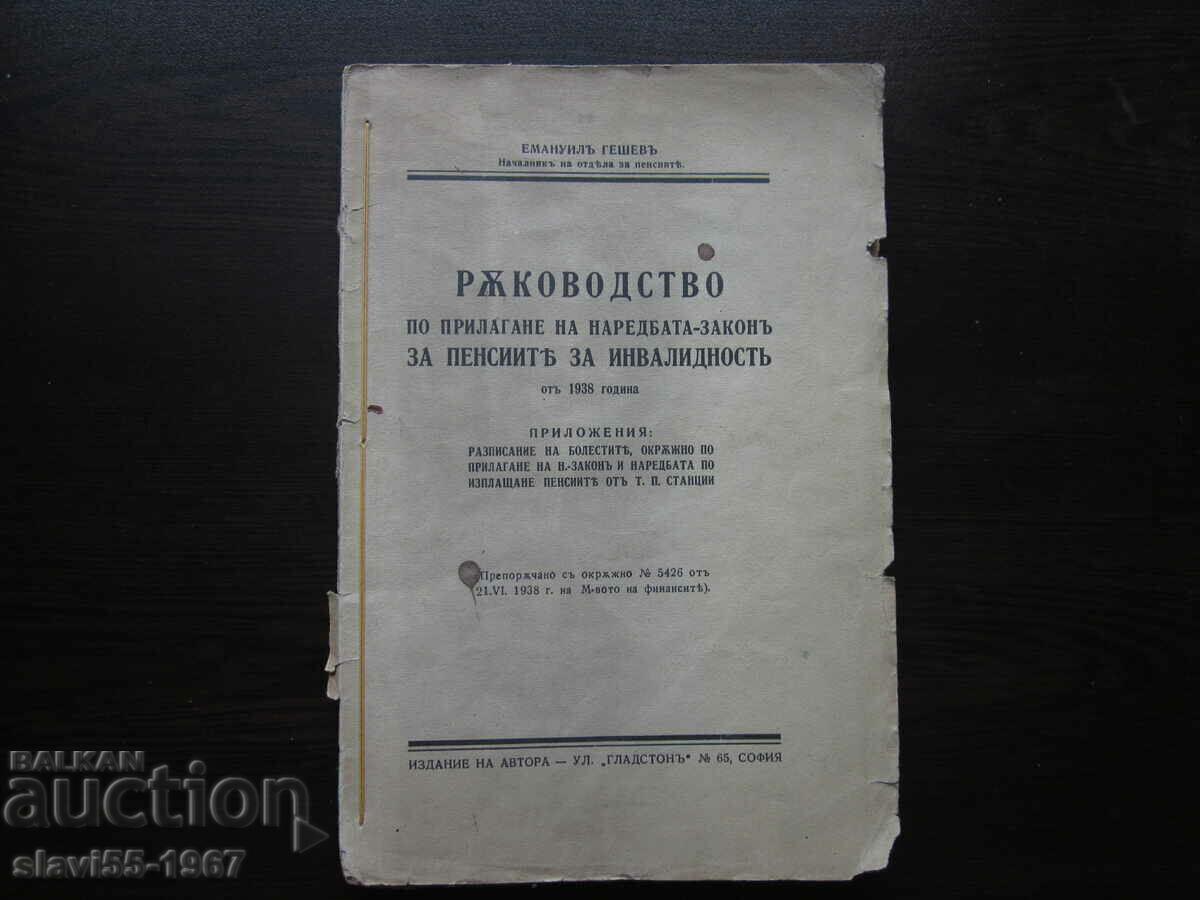 ЕМАНУИЛЪ ГЕШЕВЪ
Началникъ на отдѣла за пенсиитѣ.
РѪКОВОДСТВО
ПО ПРИЛАГАНЕ НА НАРЕДБАТА-ЗАКОНЪ
ЗА ПЕНСИИТѢ ЗА ИНВАЛИДНОСТЬ
отъ 1938 година
ПРИЛОЖЕНИЯ:
РАЗПИСАНИЕ НА БОЛЕСТИТѢ, ОКРѪЖНО ПО
ПРИЛАГАНЕ НА Н.-ЗАКОНЪ И НАРЕДБАТА ПО
ИЗПЛАЩАНЕ ПЕНСИИТѢ ОТЪ Т. П. СТАНЦИИ
Препорѫчано съ окрѫжно № 5426 отъ
21.VI. 1938 г. на М-вото на финанситѣ).
ИЗДАНИЕ НА АВТОРА — УЛ. „ГЛАДСТОНЪ" № 65, СОФИЯ
BALKAN
auction
slavi55-1967